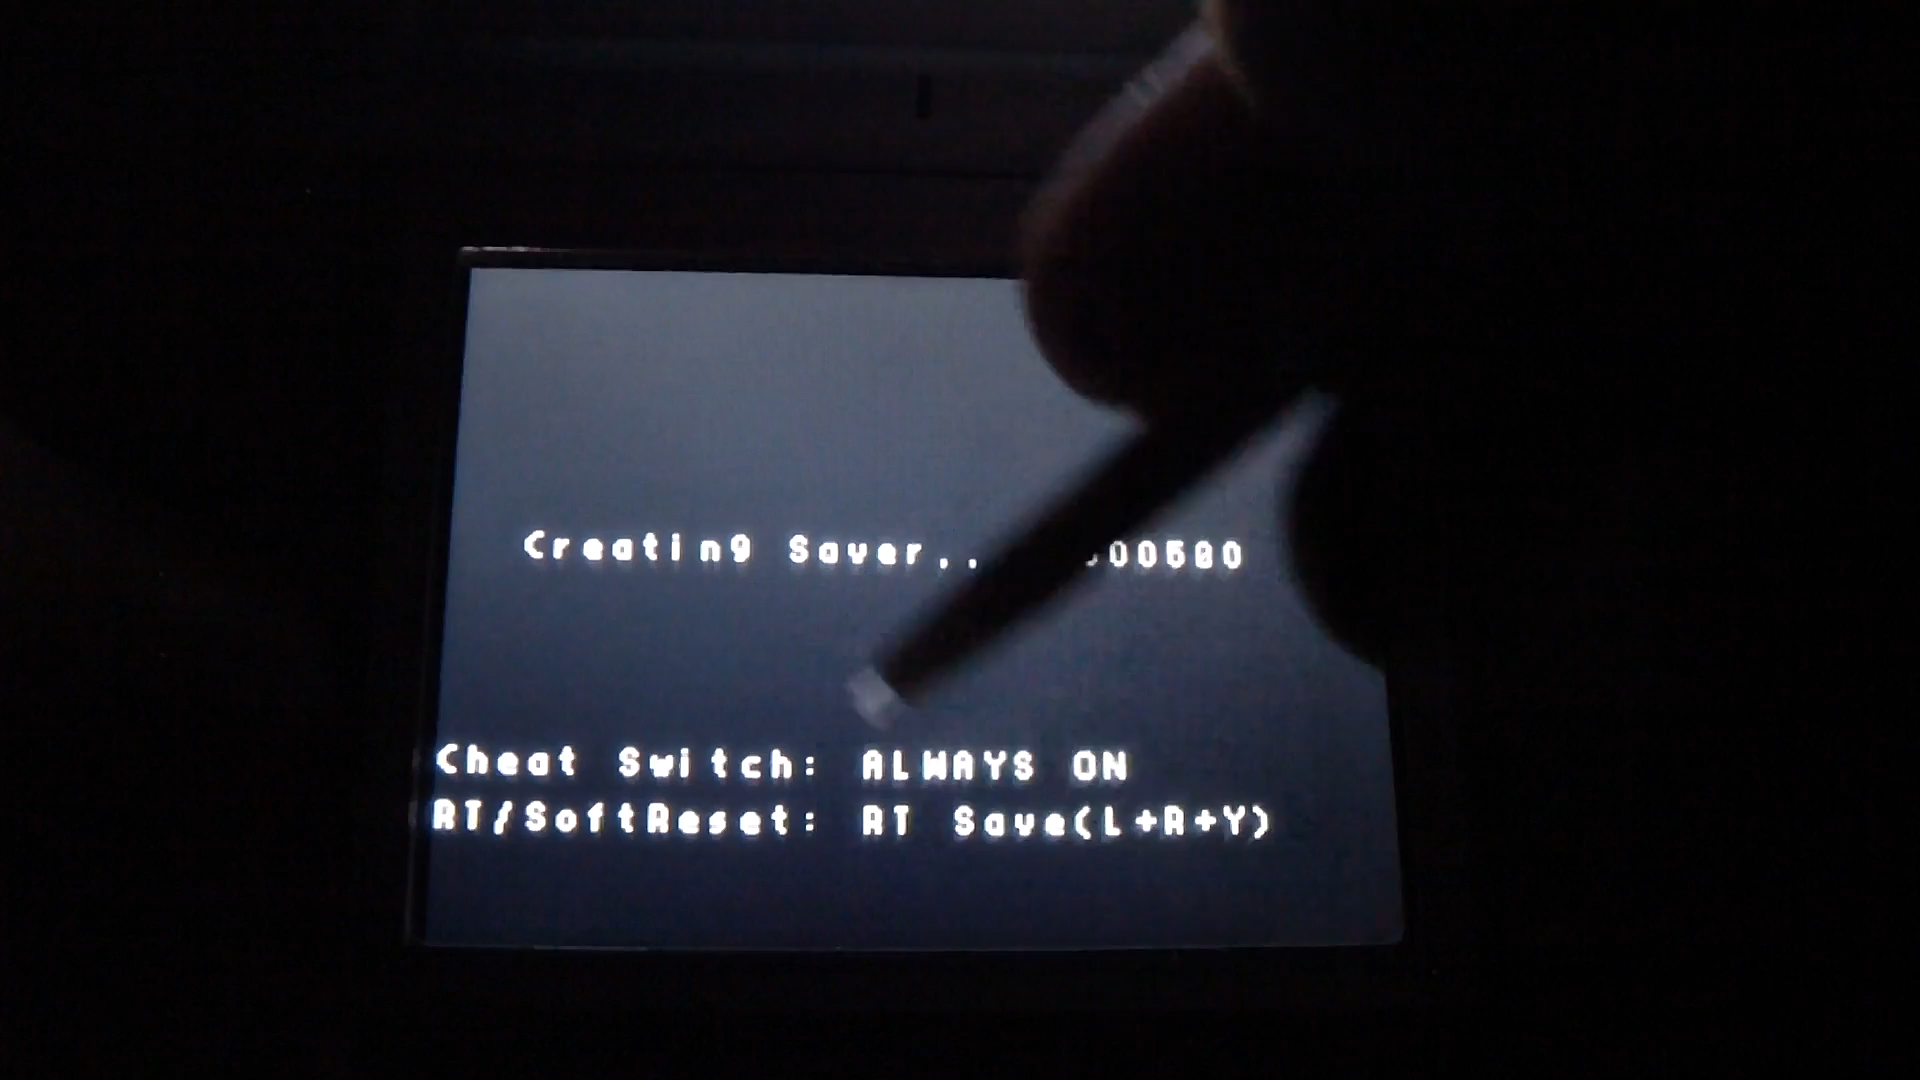 Creating Saver..
Cheat Switch: ALWAYS ON
RT/SoftReset: RT Save(L+R+Y)